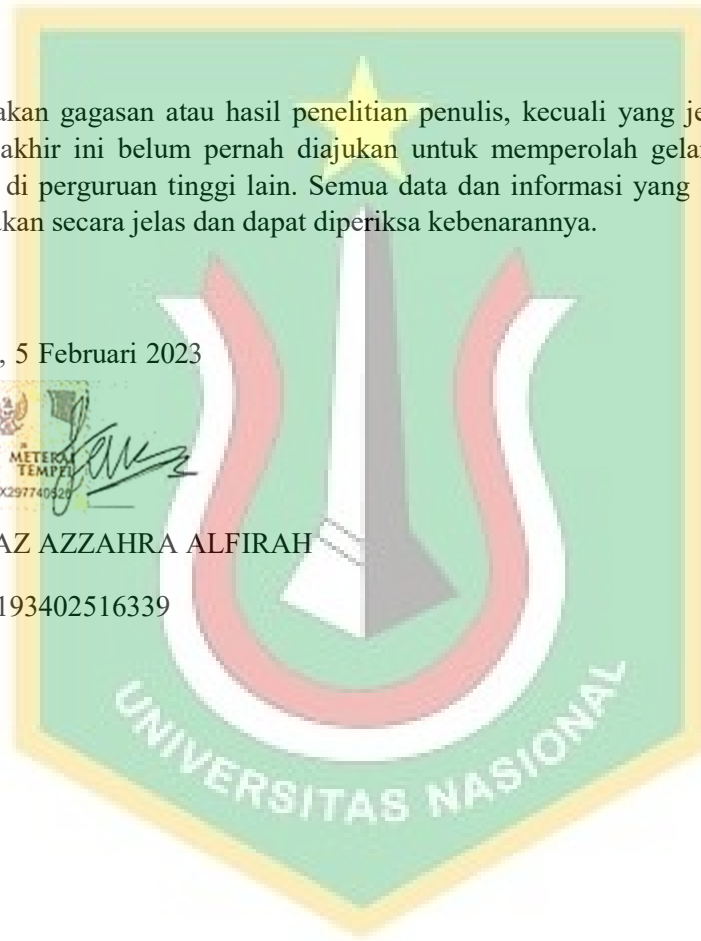 akan gagasan atau hasil penelitian penulis, kecuali yang je
akhir ini belum pernah diajukan untuk memperolah gela
di perguruan tinggi lain. Semua data dan informasi yang
kan secara jelas dan dapat diperiksa kebenarannya.
, 5 Februari 2023
METERAI
TEMPEL
X297740526
AZ AZZAHRA ALFIRAH
193402516339
UNIVERSITAS NASIONAL